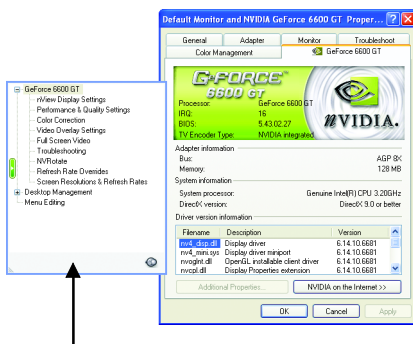 Default Monitor and NVIDIA GeForce 6600 GT Proper...
General Adapter Monitor Troubleshoot
Color Management GeForce 6600 GT
GEFORCE™
6600 GT
Processor: GeForce 6600 GT
IRQ: 16
BIOS: 5.43.02.27
TV Encoder Type: NVIDIA integrated
nVIDIA.
Adapter information
Bus: AGP 8X
Memory: 128 MB
System information
System processor: Genuine Intel(R) CPU 3.20GHz
DirectX version: DirectX 9.0 or better
Driver version information
Filename Description Version
nv4_disp.dll Display driver 6.14.10.6681
nv4_mini.sys Display driver miniport 6.14.10.6681
nvoglnt.dll OpenGL installable client driver 6.14.10.6681
nvcpl.dll Display Properties extension 6.14.10.6681
Additional Properties... NVIDIA on the Internet >>
OK Cancel Apply
GeForce 6600 GT
nView Display Settings
Performance & Quality Settings
Color Correction
Video Overlay Settings
Full Screen Video
Troubleshooting
NVRotate
Refresh Rate Overrides
Screen Resolutions & Refresh Rates
Desktop Management
Menu Editing